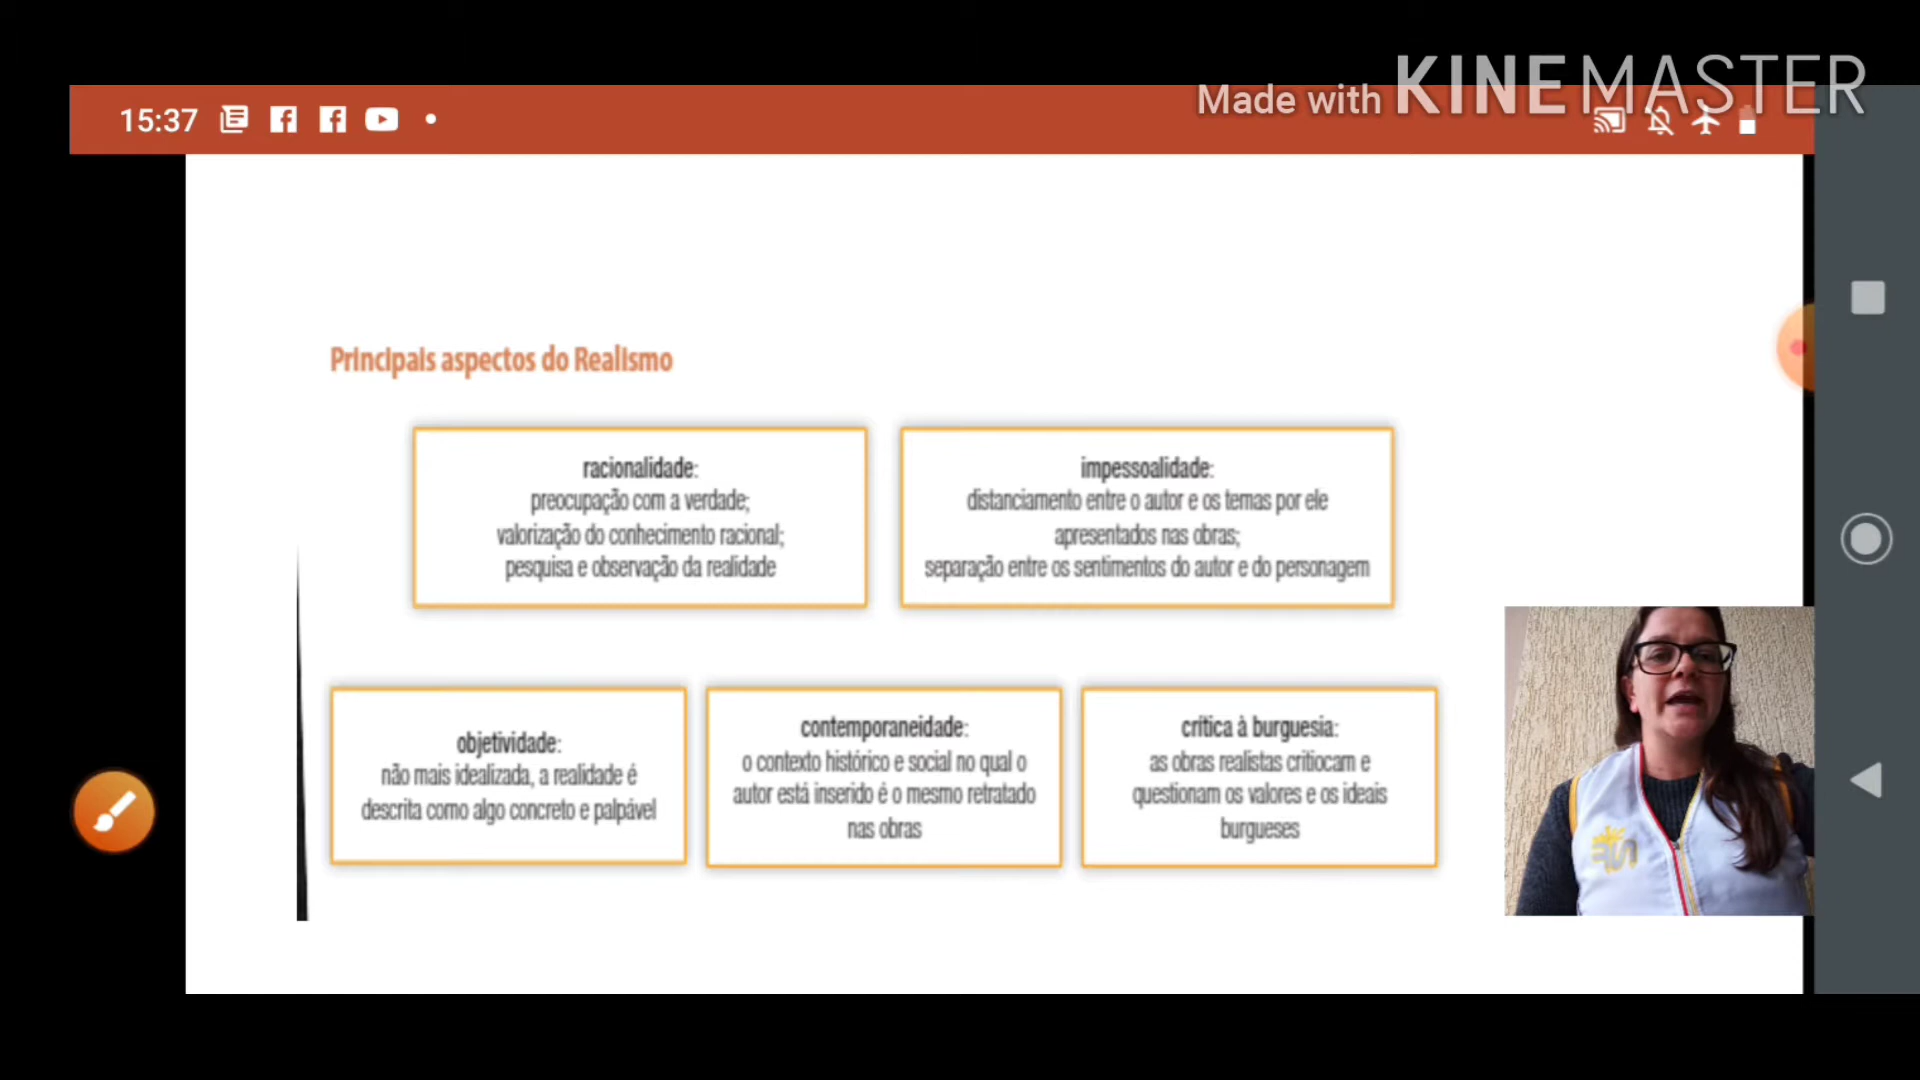 Made with KINEMASTER
15:37
Principais aspectos do Realismo
racionalidade:
preocupação com a verdade;
valorização do conhecimento racional;
pesquisa e observação da realidade
impessoalidade:
distanciamento entre o autor e os temas por ele
apresentados nas obras;
separação entre os sentimentos do autor e do personagem
objetividade:
não mais idealizada, a realidade é
descrita como algo concreto e palpável
contemporaneidade:
o contexto histórico e social no qual o
autor está inserido é o mesmo retratado
nas obras
crítica à burguesia:
as obras realistas critiocam e
questionam os valores e os ideais
burgueses